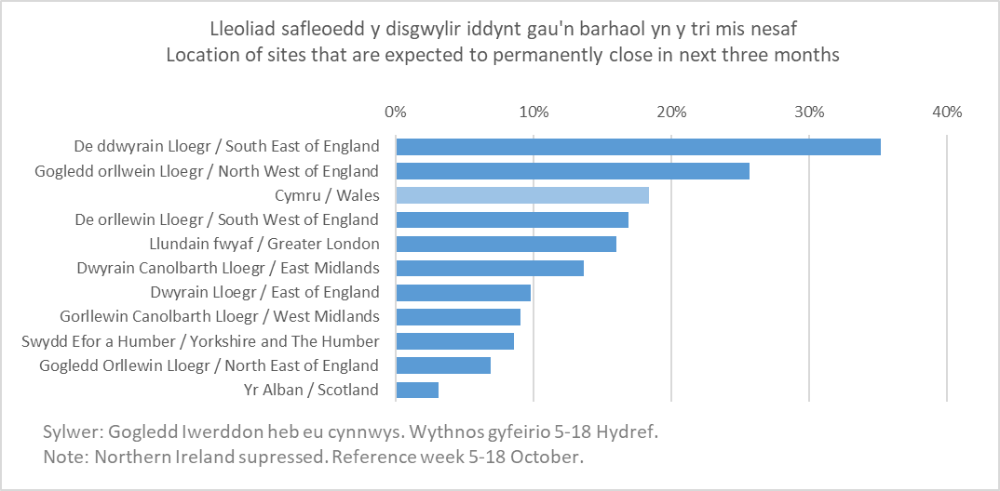 Lleoliad safleoedd y disgwylir iddynt gau'n barhaol yn y tri mis nesaf
Location of sites that are expected to permanently close in next three months
0% 10% 20% 30% 40%
De ddwyrain Lloegr / South East of England
Gogledd orllwein Lloegr / North West of England
Cymru / Wales
De orllewin Lloegr / South West of England
Llundain fwyaf / Greater London
Dwyrain Canolbarth Lloegr / East Midlands
Dwyrain Lloegr / East of England
Gorllewin Canolbarth Lloegr / West Midlands
Swydd Efor a Humber / Yorkshire and The Humber
Gogledd Orllewin Lloegr / North East of England
Yr Alban / Scotland
Sylwer: Gogledd Iwerddon heb eu cynnwys. Wythnos gyfeirio 5-18 Hydref.
Note: Northern Ireland supressed. Reference week 5-18 October.